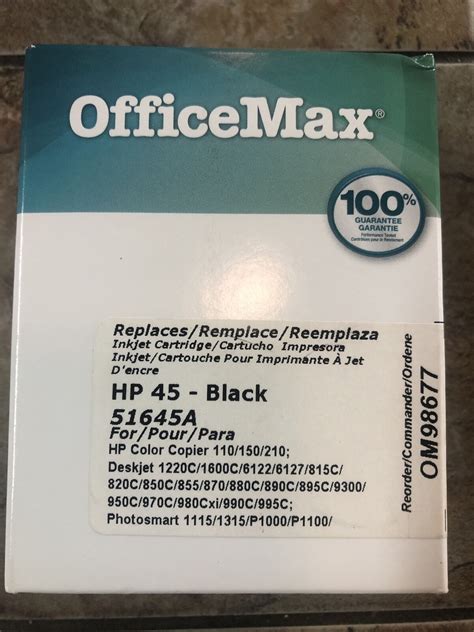 OfficeMax®
100%
GUARANTEE
GARANTIE
Performance Tested
Replaces/Remplace/Reemplaza
Inkjet Cartridge/Cartucho Impresora
Inkjet/Cartouche Pour Imprimante À Jet
D'encre
HP 45 - Black
51645A
For/Pour/Para
HP Color Copier 110/150/210;
Deskjet 1220C/1600C/6122/6127/815C/
820C/850C/855/870/880C/890C/895C/9300/
950C/970C/980Cxi/990C/995C;
Photosmart 1115/1315/P1000/P1100/
Reorder/Commander/Ordene
OM98677